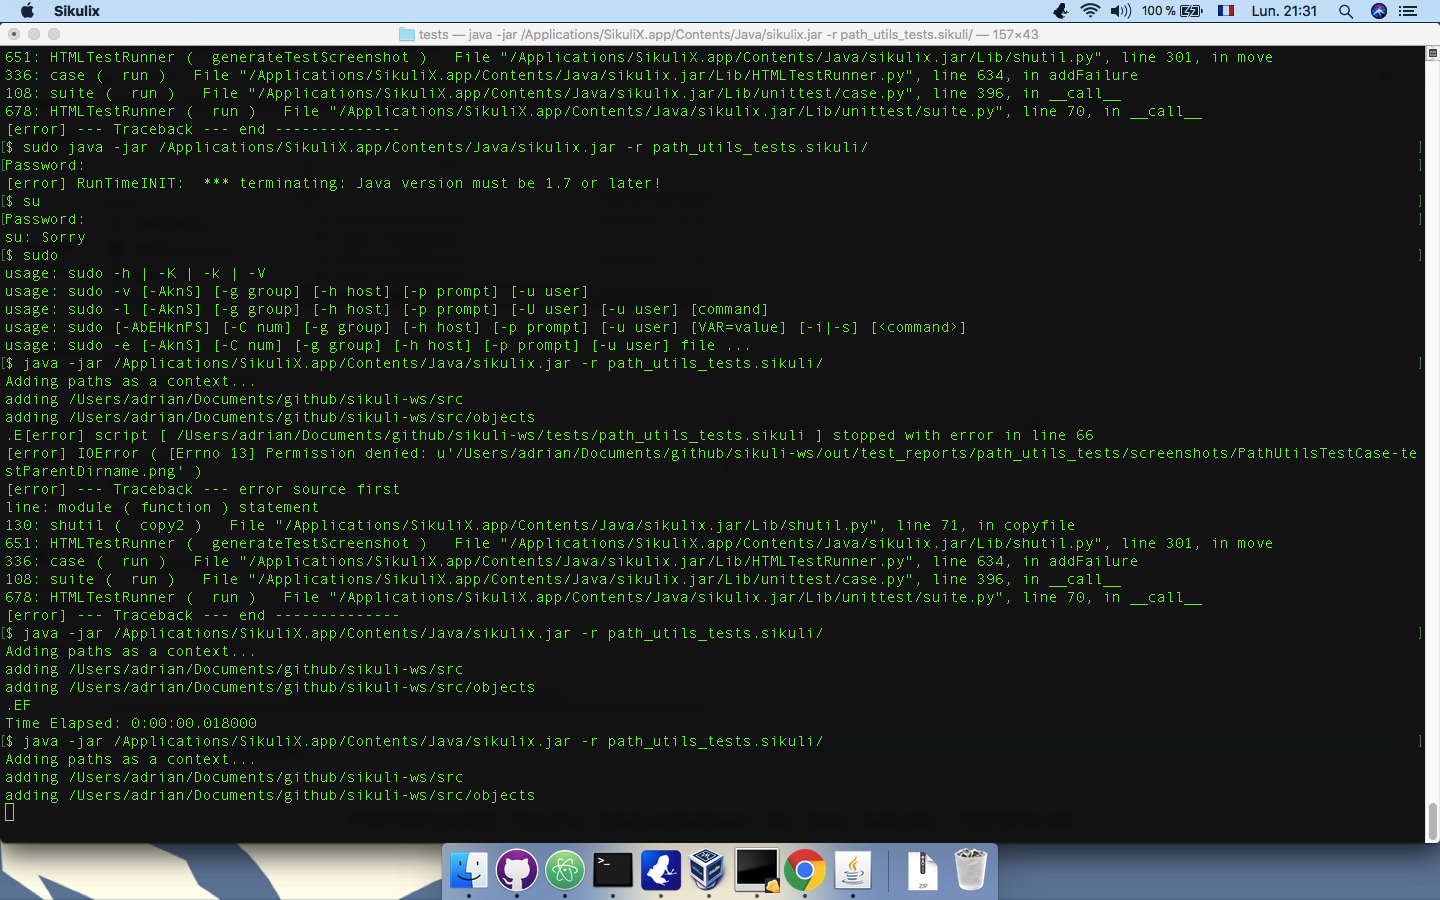 Sikulix
100 %
Lun. 21:31
tests — java -jar /Applications/SikuliX.app/Contents/Java/sikulix.jar -r path_utils_tests.sikuli/ — 157×43
651: HTMLTestRunner (  generateTestScreenshot )   File "/Applications/SikuliX.app/Contents/Java/sikulix.jar/Lib/shutil.py", line 301, in move
336: case (  run )   File "/Applications/SikuliX.app/Contents/Java/sikulix.jar/Lib/HTMLTestRunner.py", line 634, in addFailure
108: suite (  run )   File "/Applications/SikuliX.app/Contents/Java/sikulix.jar/Lib/unittest/case.py", line 396, in __call__
678: HTMLTestRunner (  run )   File "/Applications/SikuliX.app/Contents/Java/sikulix.jar/Lib/unittest/suite.py", line 70, in __call__
[error] --- Traceback --- end --------------
[$ sudo java -jar /Applications/SikuliX.app/Contents/Java/sikulix.jar -r path_utils_tests.sikuli/ ]
[Password: ]
[error] RunTimeINIT:  *** terminating: Java version must be 1.7 or later!
[$ su ]
[Password: ]
su: Sorry
[$ sudo ]
usage: sudo -h | -K | -k | -V
usage: sudo -v [-AknS] [-g group] [-h host] [-p prompt] [-u user]
usage: sudo -l [-AknS] [-g group] [-h host] [-p prompt] [-U user] [-u user] [command]
usage: sudo [-AbEHknPS] [-C num] [-g group] [-h host] [-p prompt] [-u user] [VAR=value] [-i|-s] [<command>]
usage: sudo -e [-AknS] [-C num] [-g group] [-h host] [-p prompt] [-u user] file ...
[$ java -jar /Applications/SikuliX.app/Contents/Java/sikulix.jar -r path_utils_tests.sikuli/ ]
Adding paths as a context...
adding /Users/adrian/Documents/github/sikuli-ws/src
adding /Users/adrian/Documents/github/sikuli-ws/src/objects
.E[error] script [ /Users/adrian/Documents/github/sikuli-ws/tests/path_utils_tests.sikuli ] stopped with error in line 66
[error] IOError ( [Errno 13] Permission denied: u'/Users/adrian/Documents/github/sikuli-ws/out/test_reports/path_utils_tests/screenshots/PathUtilsTestCase-te
stParentDirname.png' )
[error] --- Traceback --- error source first
line: module ( function ) statement
130: shutil (  copy2 )   File "/Applications/SikuliX.app/Contents/Java/sikulix.jar/Lib/shutil.py", line 71, in copyfile
651: HTMLTestRunner (  generateTestScreenshot )   File "/Applications/SikuliX.app/Contents/Java/sikulix.jar/Lib/shutil.py", line 301, in move
336: case (  run )   File "/Applications/SikuliX.app/Contents/Java/sikulix.jar/Lib/HTMLTestRunner.py", line 634, in addFailure
108: suite (  run )   File "/Applications/SikuliX.app/Contents/Java/sikulix.jar/Lib/unittest/case.py", line 396, in __call__
678: HTMLTestRunner (  run )   File "/Applications/SikuliX.app/Contents/Java/sikulix.jar/Lib/unittest/suite.py", line 70, in __call__
[error] --- Traceback --- end --------------
[$ java -jar /Applications/SikuliX.app/Contents/Java/sikulix.jar -r path_utils_tests.sikuli/ ]
Adding paths as a context...
adding /Users/adrian/Documents/github/sikuli-ws/src
adding /Users/adrian/Documents/github/sikuli-ws/src/objects
.EF
Time Elapsed: 0:00:00.018000
[$ java -jar /Applications/SikuliX.app/Contents/Java/sikulix.jar -r path_utils_tests.sikuli/ ]
Adding paths as a context...
adding /Users/adrian/Documents/github/sikuli-ws/src
adding /Users/adrian/Documents/github/sikuli-ws/src/objects
>_
ZIP